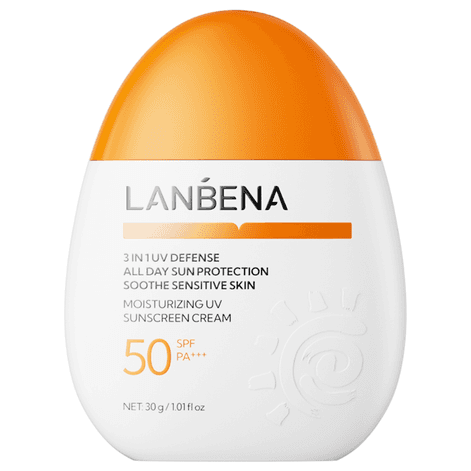 LANBENA
3 IN 1 UV DEFENSE
ALL DAY SUN PROTECTION
SOOTHE SENSITIVE SKIN
MOISTURIZING UV
SUNSCREEN CREAM
50 SPF
PA+++
NET: 30 g / 1.01 fl oz